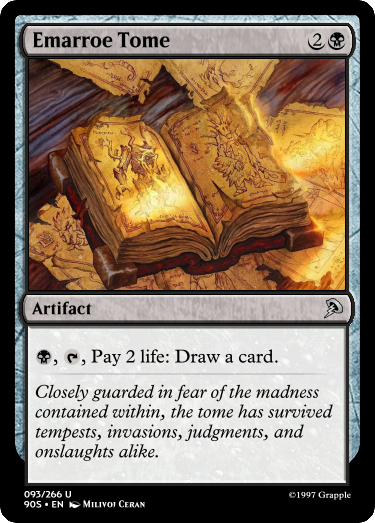 Emarroe Tome 2
Artifact
, , Pay 2 life: Draw a card.
Closely guarded in fear of the madness
contained within, the tome has survived
tempests, invasions, judgments, and
onslaughts alike.
093/266 U
90S • EN Milivoj Ceran
©1997 Grapple